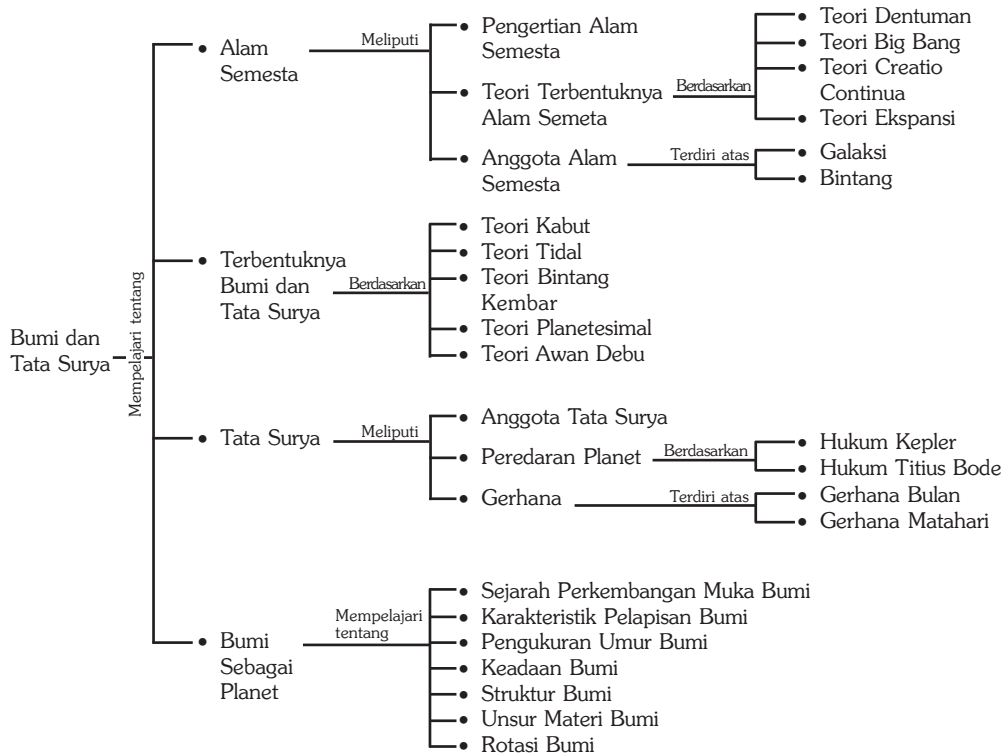 Bumi dan
Tata Surya
Mempelajari tentang
Alam
Semesta
Meliputi
Pengertian Alam
Semesta
Teori Terbentuknya
Alam Semeta
Berdasarkan
Teori Dentuman
Teori Big Bang
Teori Creatio
Continua
Teori Ekspansi
Anggota Alam
Semesta
Terdiri atas
Galaksi
Bintang
Terbentuknya
Bumi dan
Tata Surya
Berdasarkan
Teori Kabut
Teori Tidal
Teori Bintang
Kembar
Teori Planetesimal
Teori Awan Debu
Tata Surya
Meliputi
Anggota Tata Surya
Peredaran Planet
Berdasarkan
Hukum Kepler
Hukum Titius Bode
Gerhana
Terdiri atas
Gerhana Bulan
Gerhana Matahari
Bumi
Sebagai
Planet
Mempelajari
tentang
Sejarah Perkembangan Muka Bumi
Karakteristik Pelapisan Bumi
Pengukuran Umur Bumi
Keadaan Bumi
Struktur Bumi
Unsur Materi Bumi
Rotasi Bumi